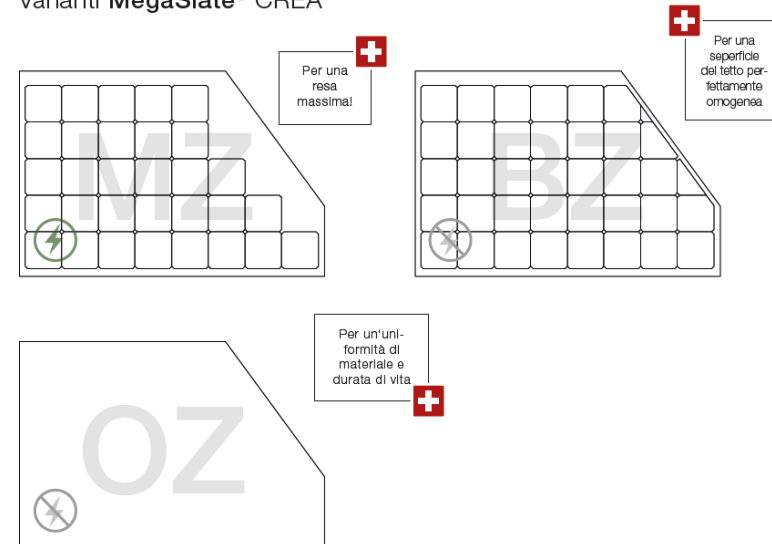 Varianti MegaSlate® CREA
Per una
resa
massima!
MZ
Per una
seperficie
del tetto per-
fettamente
omogenea
BZ
Per un'uni-
formità di
materiale e
durata di vita
OZ